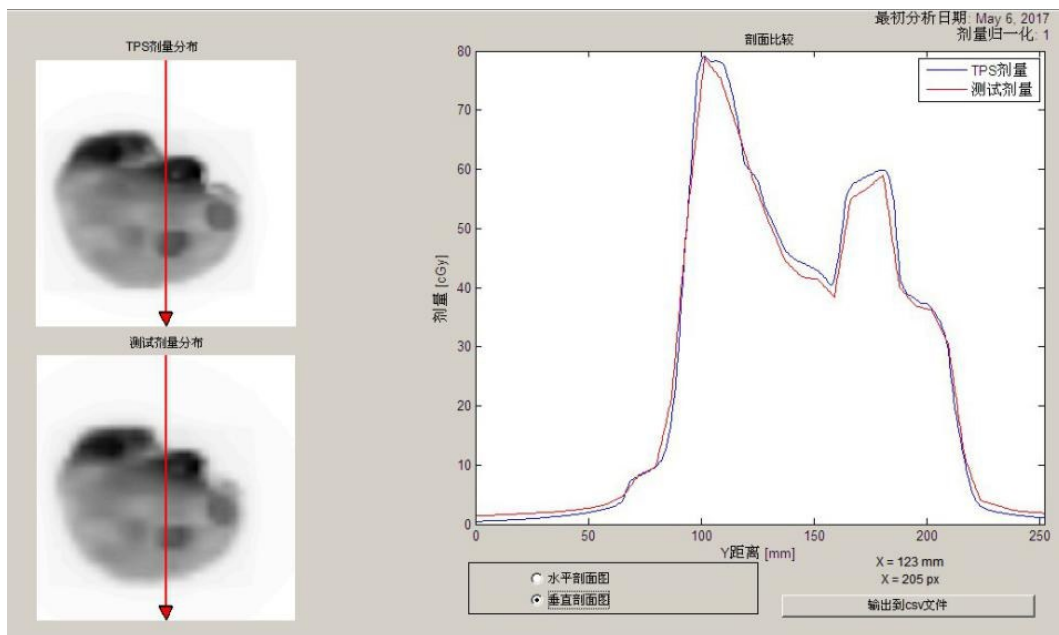 最初分析日期: May 6, 2017
剂量归一化: 1
TPS剂量分布
测试剂量分布
剖面比较
TPS剂量
测试剂量
80
70
60
50
40
30
20
10
0
剂量 [cGy]
0
50
100
150
200
250
Y距离 [mm]
水平剖面图
垂直剖面图
X = 123 mm
X = 205 px
输出到csv文件